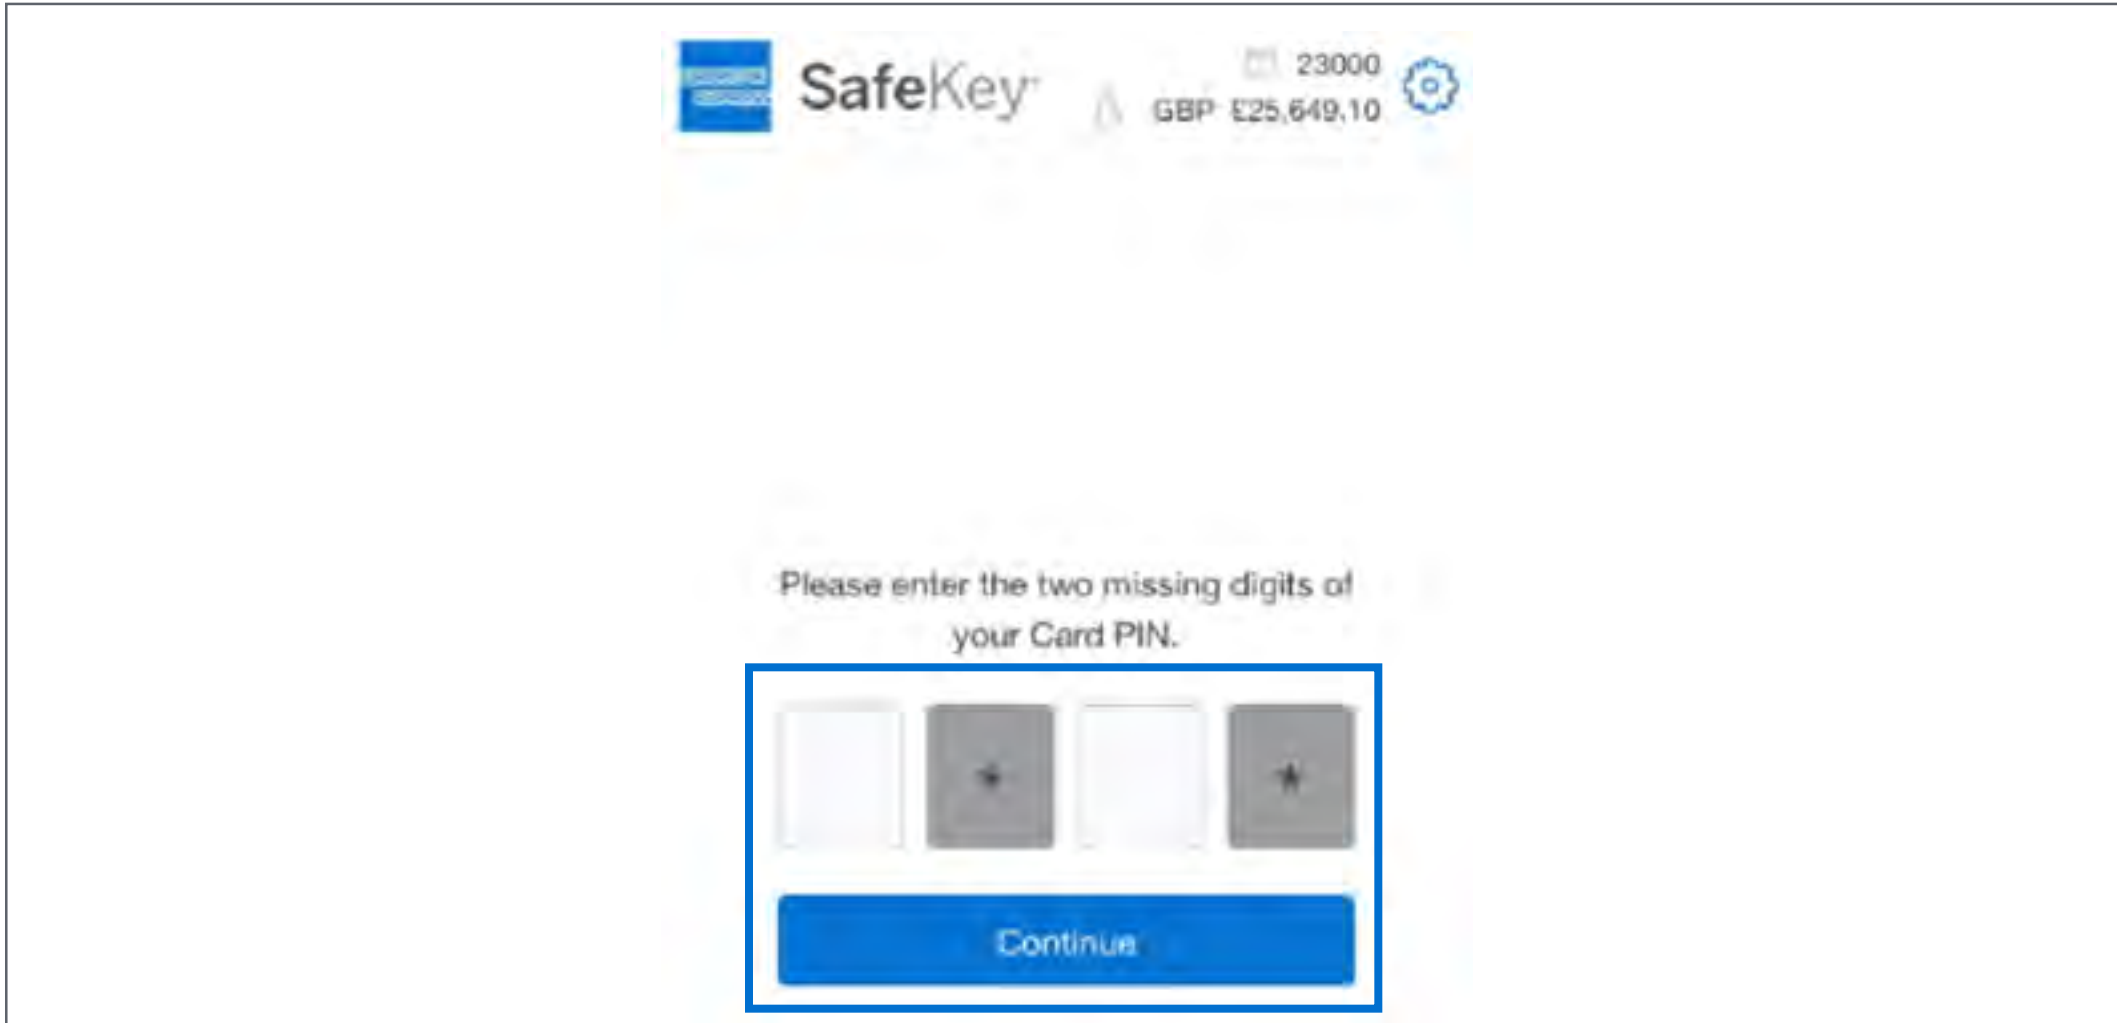 SafeKey
23000
GBP £25,649.10
Please enter the two missing digits of
your Card PIN.
* *
Continue